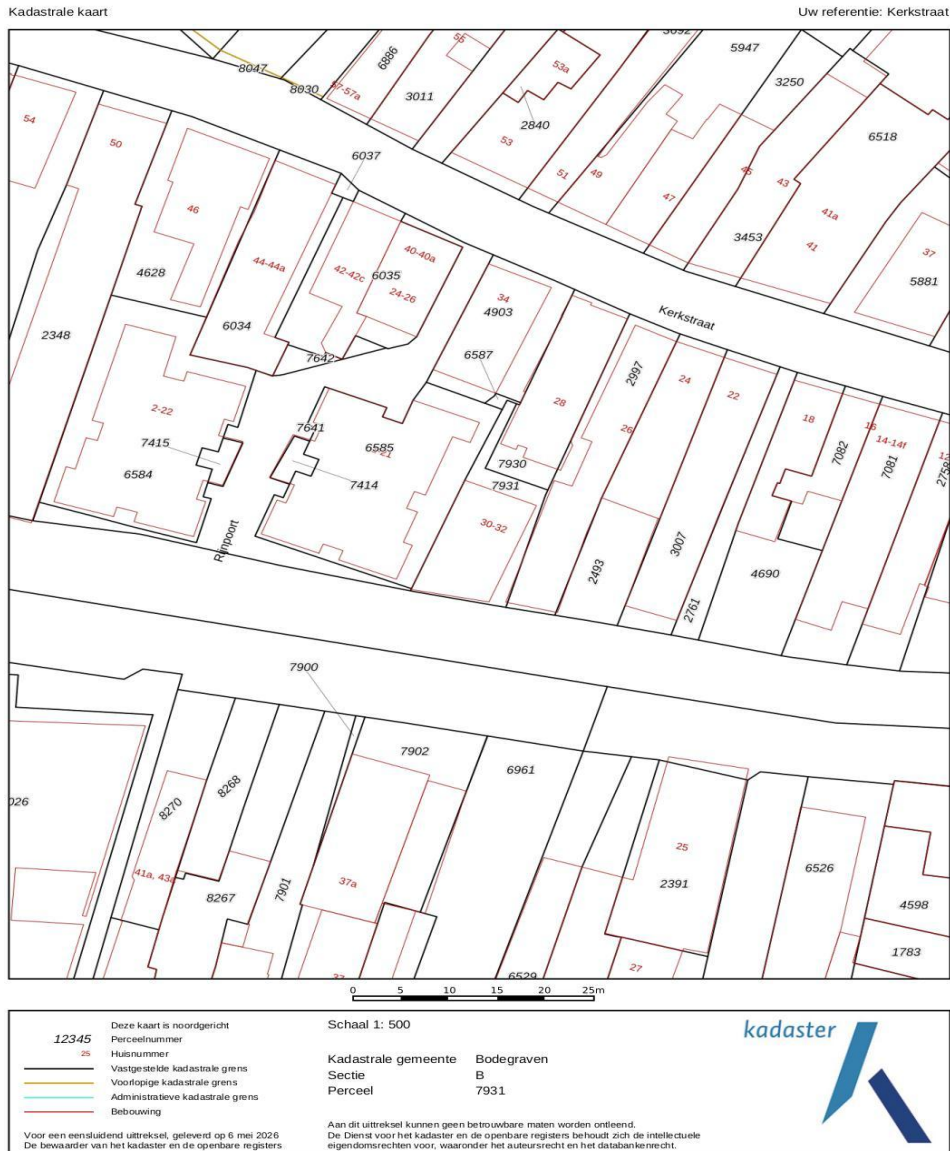 Kadastrale kaart
Uw referentie: Kerkstraat
8047
8030
57-57a
6886
55
3011
53a
2840
53
51
49
47
5947
3250
6518
45
43
41a
41
3453
37
5881
54
50
46
6037
4628
44-44a
42-42c
6035
40-40a
24-26
6034
7642
2348
34
4903
6587
Kerkstraat
2997
24
22
28
26
18
16
14-14f
12
7082
7081
2758
2-22
7415
6584
7641
6585
7414
7930
7931
30-32
Rijnpoort
2493
3007
2761
4690
7900
7902
6961
8270
8268
41a, 43a
8267
7901
37a
25
2391
6526
4598
1783
6529
27
0 5 10 15 20 25m
Deze kaart is noordgericht
12345 Perceelnummer
25 Huisnummer
Vastgestelde kadastrale grens
Voorlopige kadastrale grens
Administratieve kadastrale grens
Bebouwing
Voor een eensluidend uittreksel, geleverd op 6 mei 2026
De bewaarder van het kadaster en de openbare registers
Schaal 1: 500
Kadastrale gemeente Bodegraven
Sectie B
Perceel 7931
Aan dit uittreksel kunnen geen betrouwbare maten worden ontleend.
De Dienst voor het kadaster en de openbare registers behoudt zich de intellectuele
eigendomsrechten voor, waaronder het auteursrecht en het databankenrecht.
kadaster